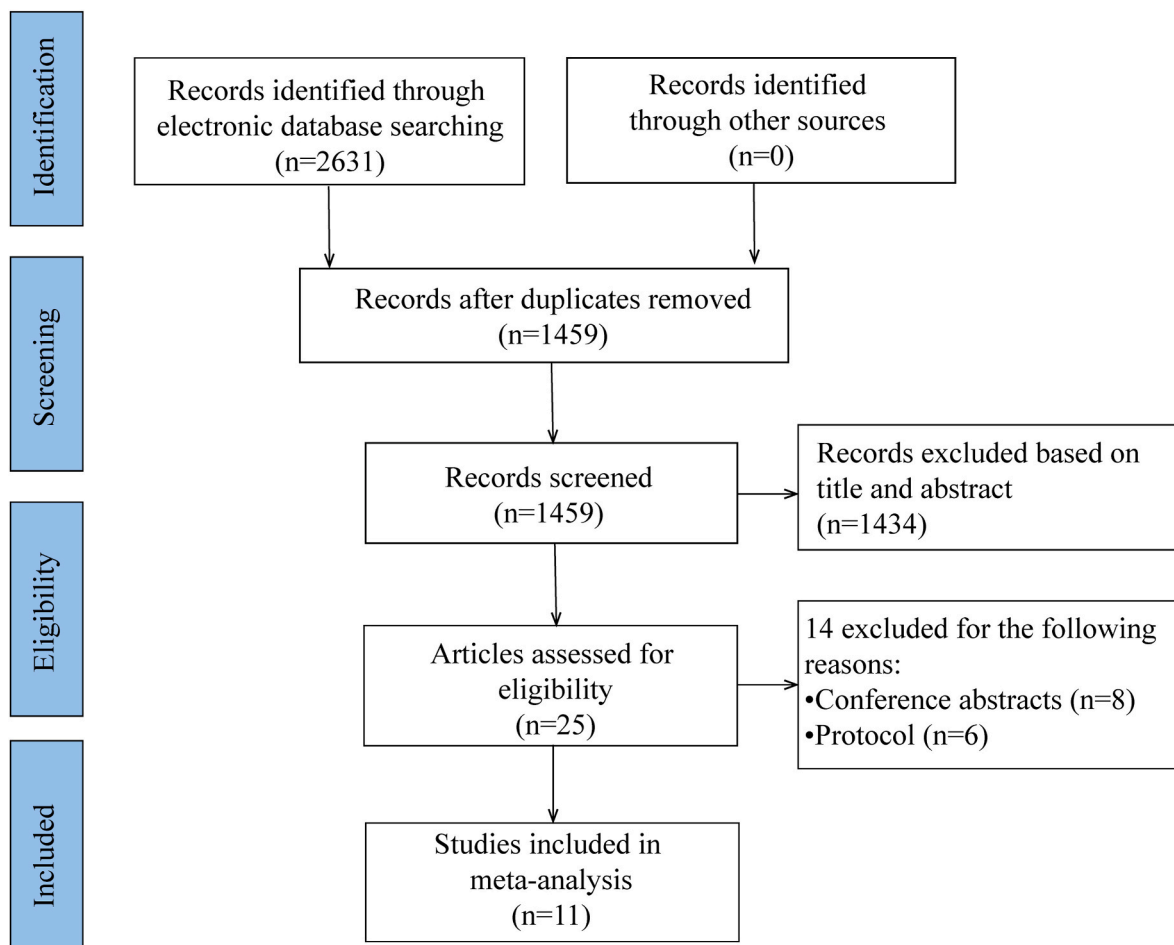 Identification
Records identified through
electronic database searching
(n=2631)
Records identified
through other sources
(n=0)
Screening
Records after duplicates removed
(n=1459)
Records screened
(n=1459)
Records excluded based on
title and abstract
(n=1434)
Eligibility
Articles assessed for
eligibility
(n=25)
14 excluded for the following
reasons:
•Conference abstracts (n=8)
•Protocol (n=6)
Included
Studies included in
meta-analysis
(n=11)